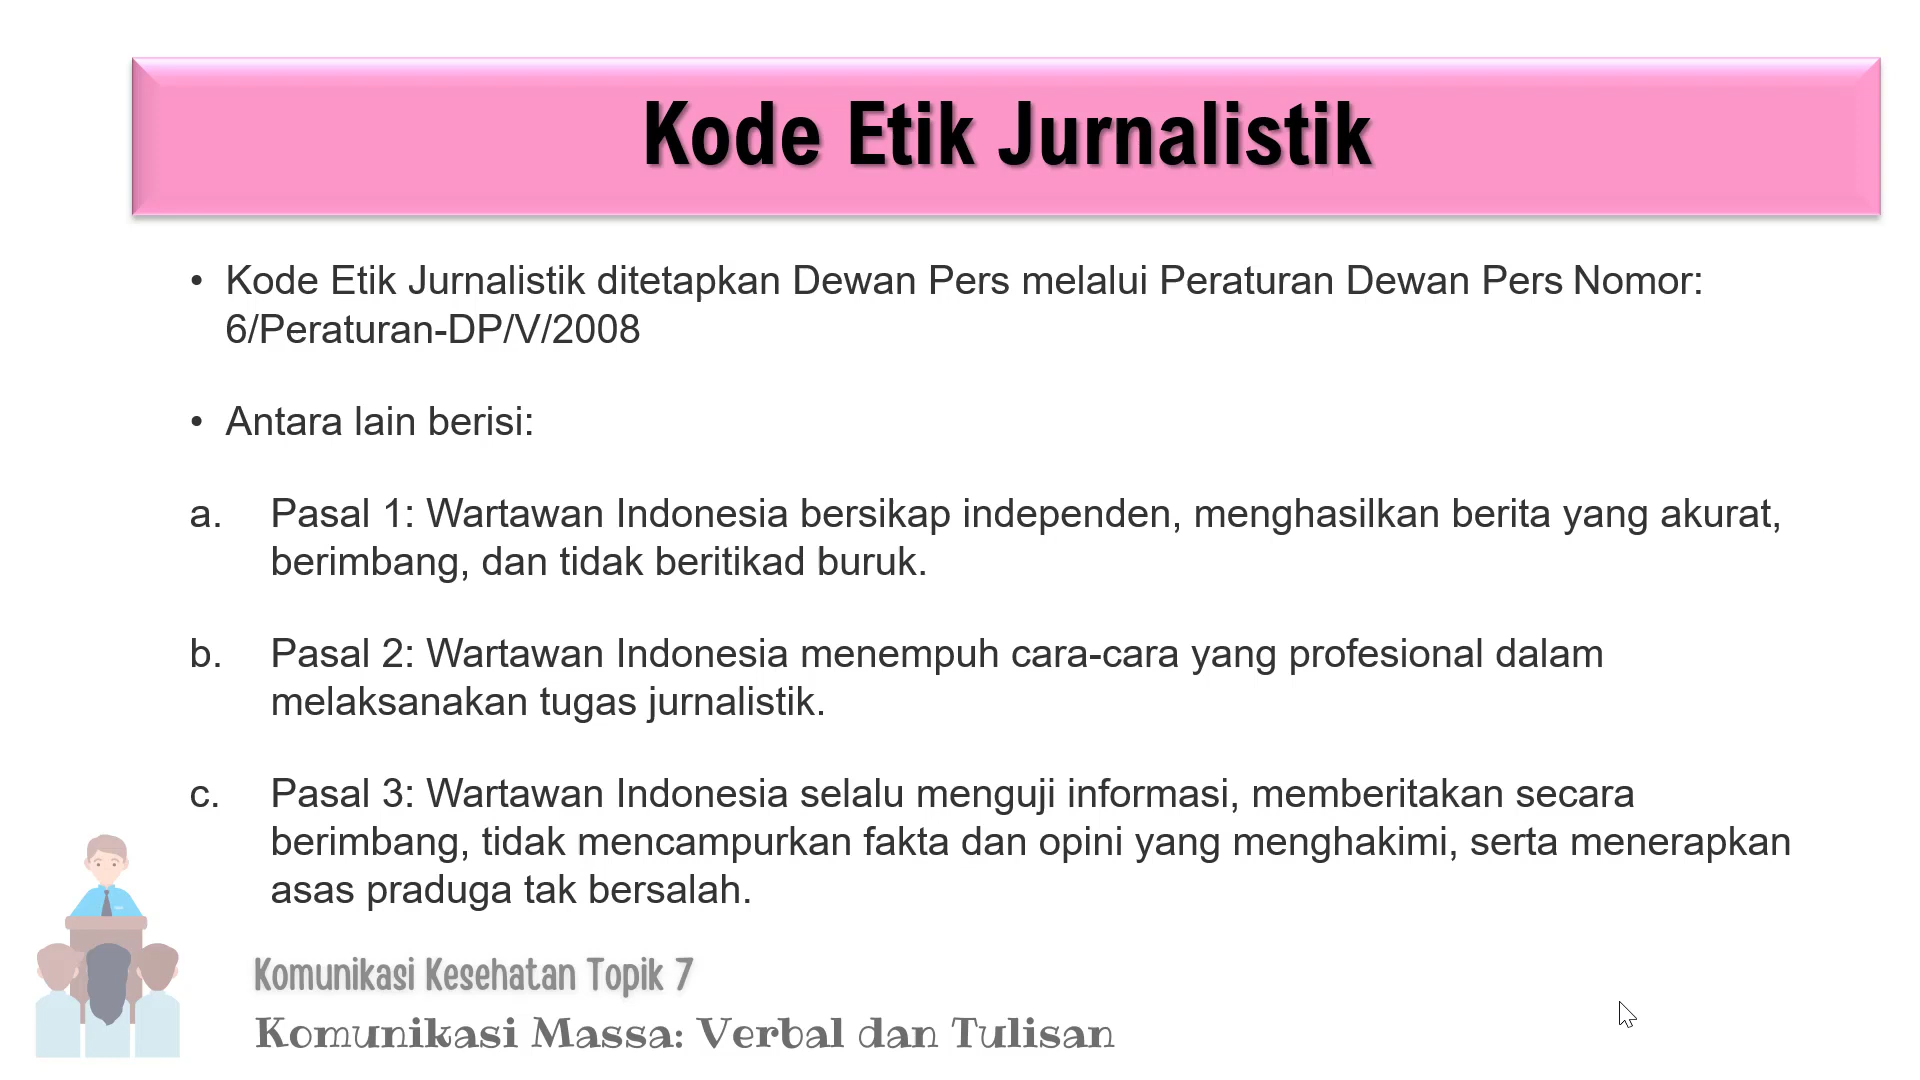 Kode Etik Jurnalistik
• Kode Etik Jurnalistik ditetapkan Dewan Pers melalui Peraturan Dewan Pers Nomor:
6/Peraturan-DP/V/2008
• Antara lain berisi:
a. Pasal 1: Wartawan Indonesia bersikap independen, menghasilkan berita yang akurat,
berimbang, dan tidak beritikad buruk.
b. Pasal 2: Wartawan Indonesia menempuh cara-cara yang profesional dalam
melaksanakan tugas jurnalistik.
c. Pasal 3: Wartawan Indonesia selalu menguji informasi, memberitakan secara
berimbang, tidak mencampurkan fakta dan opini yang menghakimi, serta menerapkan
asas praduga tak bersalah.
Komunikasi Kesehatan Topik 7
Komunikasi Massa: Verbal dan Tulisan